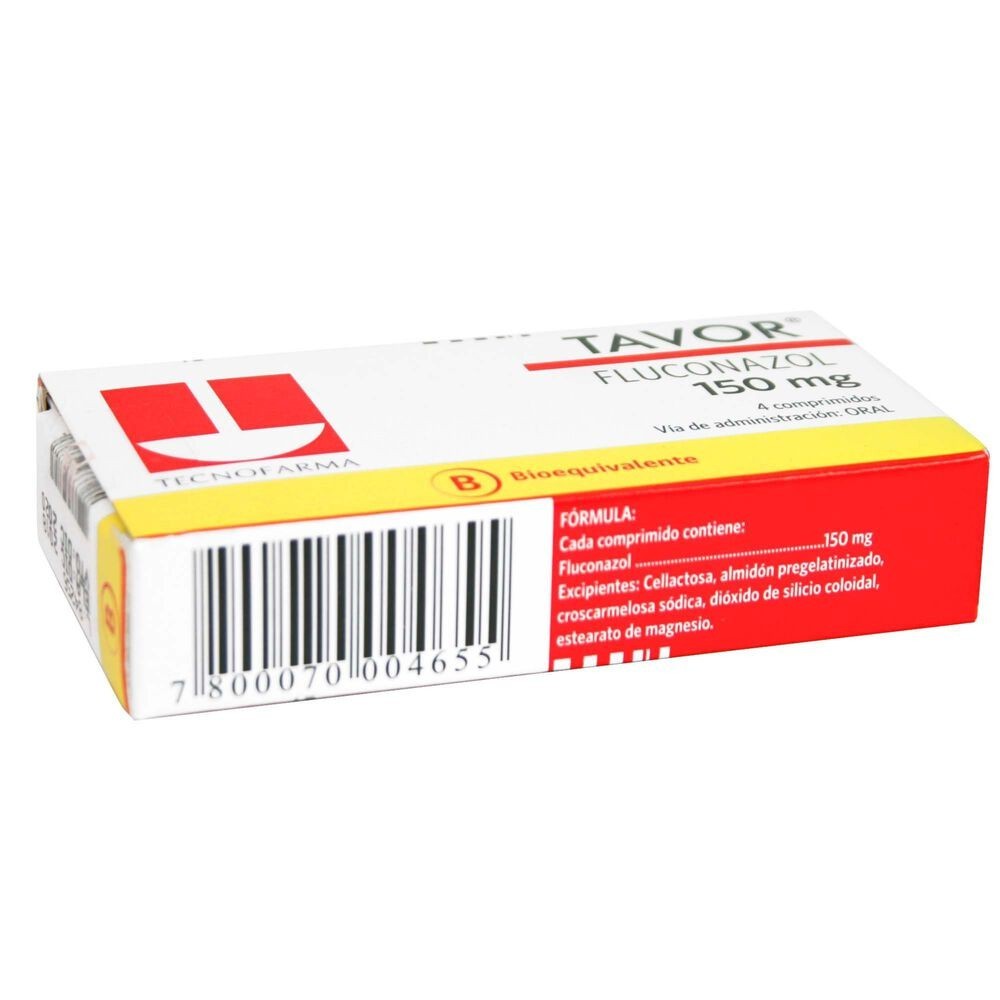 TAVOR®
FLUCONAZOL
150 mg
4 comprimidos
Vía de administración: ORAL
TECNOFARMA
B Bioequivalente
FÓRMULA:
Cada comprimido contiene:
Fluconazol ..................................................150 mg
Excipientes: Cellactosa, almidón pregelatinizado,
croscarmelosa sódica, dióxido de silicio coloidal,
estearato de magnesio.
7 800070 004655
B